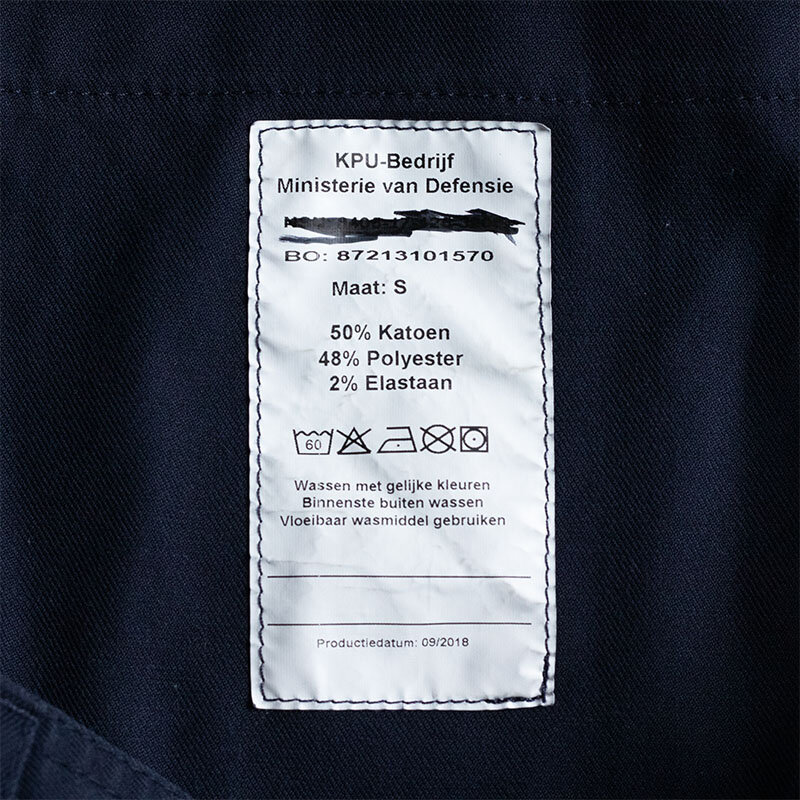 KPU-Bedrijf
Ministerie van Defensie
BO: 87213101570
Maat: S
50% Katoen
48% Polyester
2% Elastaan
60
Wassen met gelijke kleuren
Binnenste buiten wassen
Vloeibaar wasmiddel gebruiken
Productiedatum: 09/2018